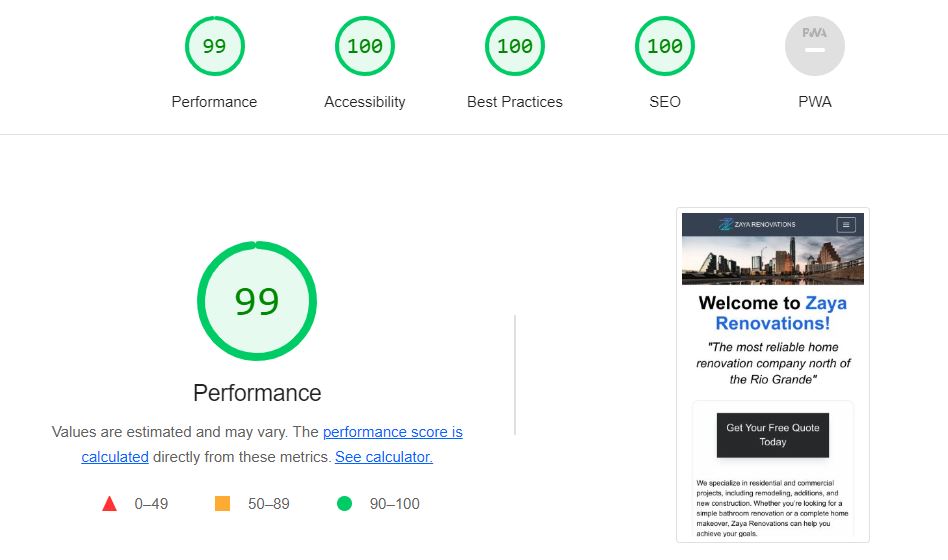 99
100
100
100
PWA
Performance
Accessibility
Best Practices
SEO
PWA
99
Performance
Values are estimated and may vary. The performance score is
calculated directly from these metrics. See calculator.
0–49
50–89
90–100
ZAYA RENOVATIONS
Welcome to Zaya
Renovations!
"The most reliable home
renovation company north of
the Rio Grande"
Get Your Free Quote
Today
We specialize in residential and commercial
projects, including remodeling, additions, and
new construction. Whether you're looking for a
simple bathroom renovation or a complete home
makeover, Zaya Renovations can help you
achieve your goals.